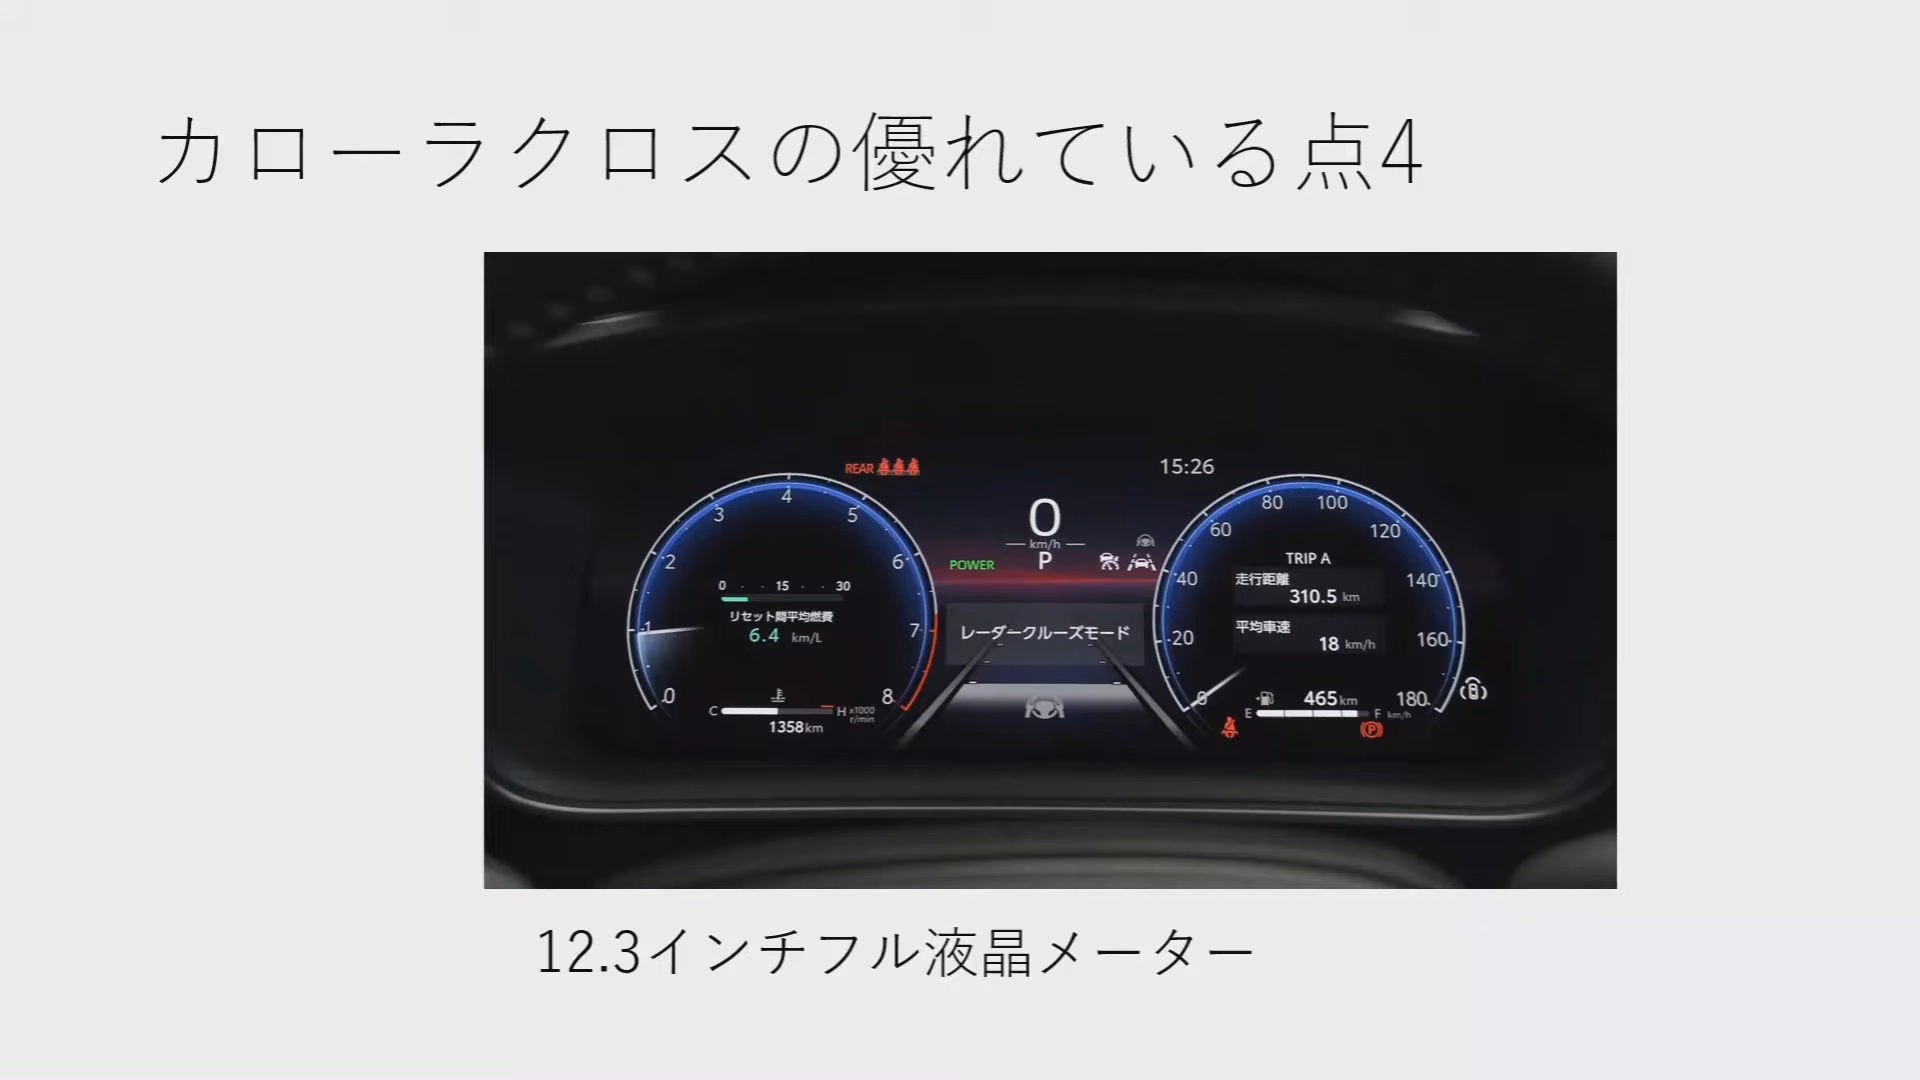 カローラクロスの優れている点4
REAR
15:26
0
km/h
POWER
P
0 1 2 3 4 5 6 7 8
0 15 30
リセット間平均燃費
6.4 km/L
C H x1000 r/min
1358km
レーダークルーズモード
0 20 40 60 80 100 120 140 160 180 km/h
TRIP A
走行距離
310.5 km
平均車速
18 km/h
465km
E F
P
12.3インチフル液晶メーター